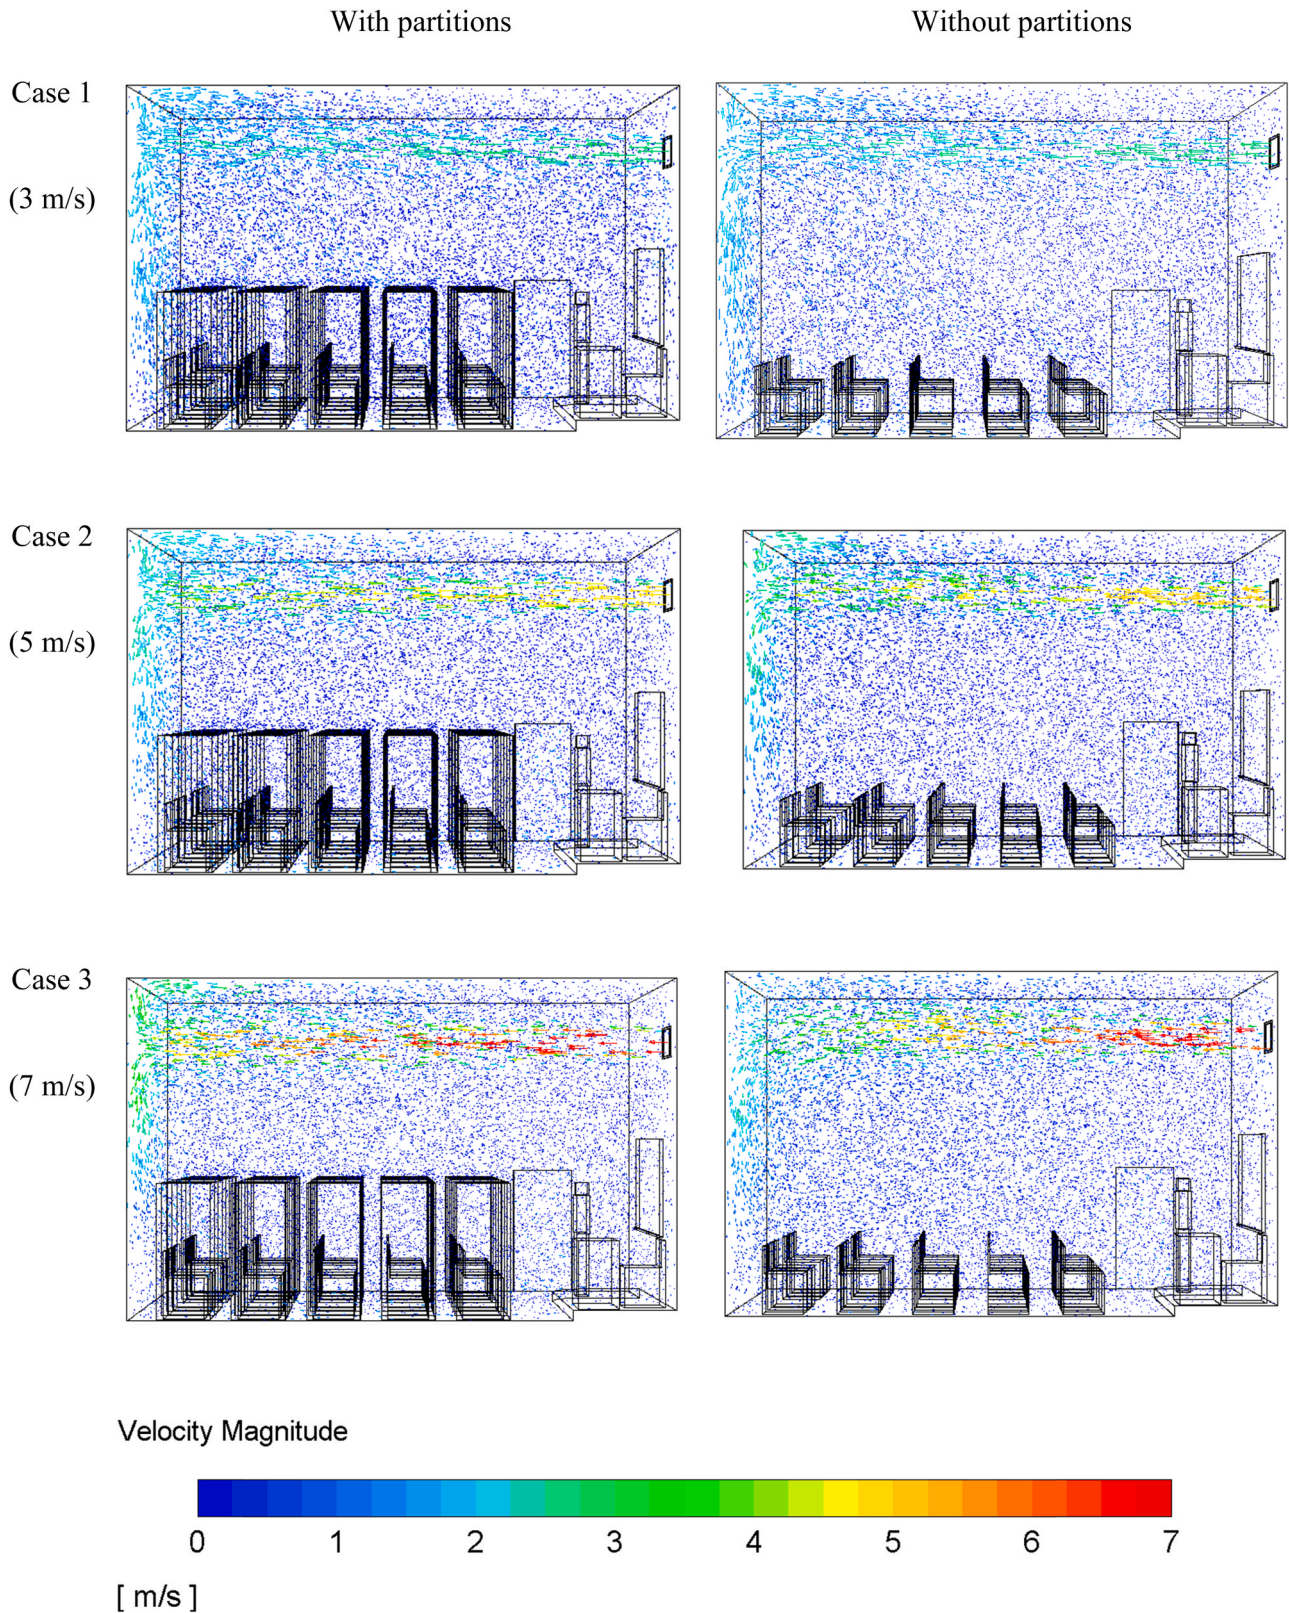 With partitions
Without partitions
Case 1
(3 m/s)
Case 2
(5 m/s)
Case 3
(7 m/s)
Velocity Magnitude
0 1 2 3 4 5 6 7
[ m/s ]